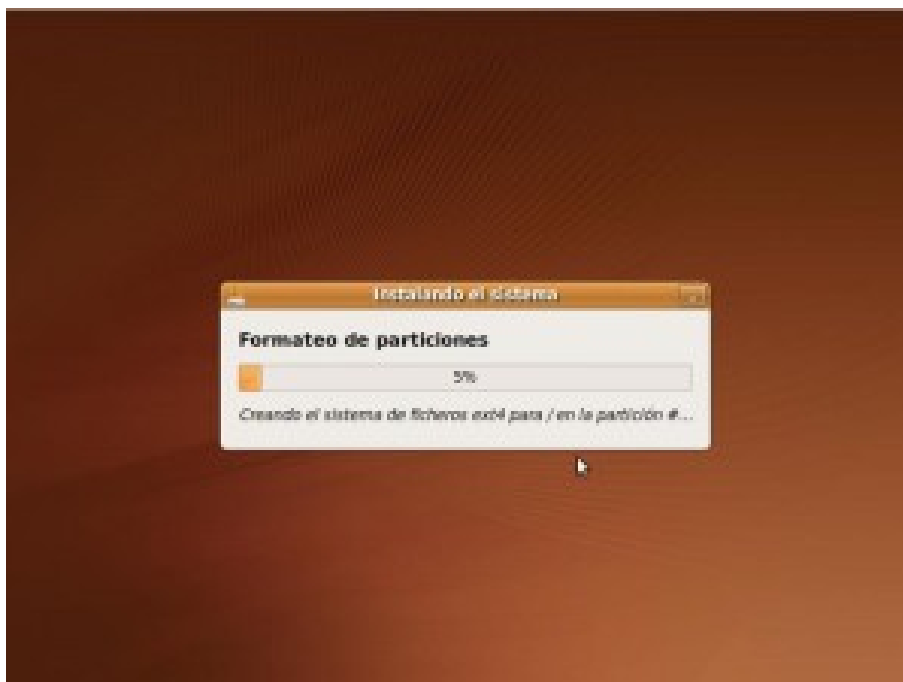 Instalando el sistema
Formateo de particiones
5%
Creando el sistema de ficheros ext4 para / en la partición #...